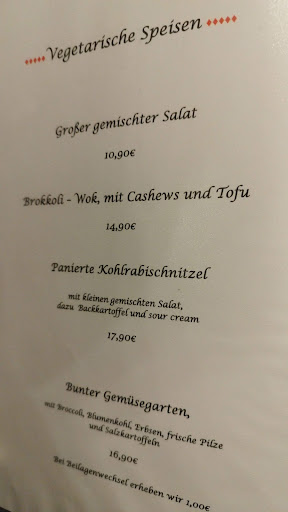 Vegetarische Speisen
Großer gemischter Salat
10,90€
Brokkoli - Wok, mit Cashews und Tofu
14,90€
Panierte Kohlrabischnitzel
mit kleinen gemischten Salat,
dazu Backkartoffel und sour cream
17,90€
Bunter Gemüsegarten,
mit Broccoli, Blumenkohl, Erbsen, frische Pilze
und Salzkartoffeln
16,90€
Bei Beilagenwechsel erheben wir 1,00€